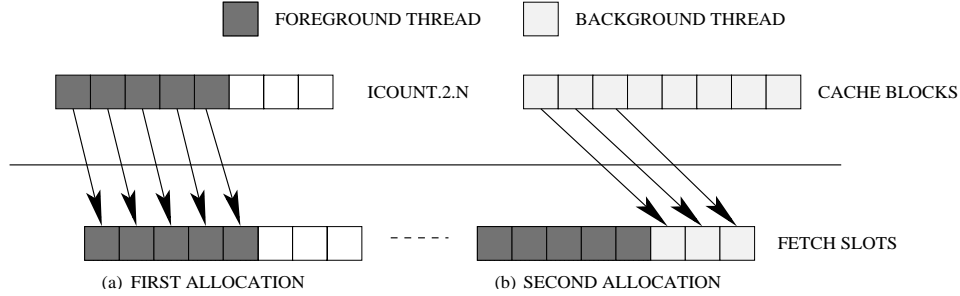 FOREGROUND THREAD
BACKGROUND THREAD
ICOUNT.2.N
CACHE BLOCKS
FETCH SLOTS
(a) FIRST ALLOCATION
(b) SECOND ALLOCATION